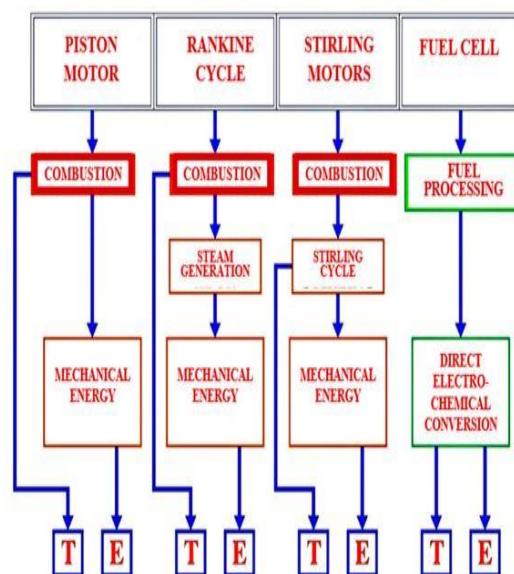 PISTON
MOTOR
RANKINE
CYCLE
STIRLING
MOTORS
FUEL CELL
COMBUSTION
COMBUSTION
COMBUSTION
FUEL
PROCESSING
STEAM
GENERATION
STIRLING
CYCLE
MECHANICAL
ENERGY
MECHANICAL
ENERGY
MECHANICAL
ENERGY
DIRECT
ELECTRO-
CHEMICAL
CONVERSION
T
E
T
E
T
E
T
E